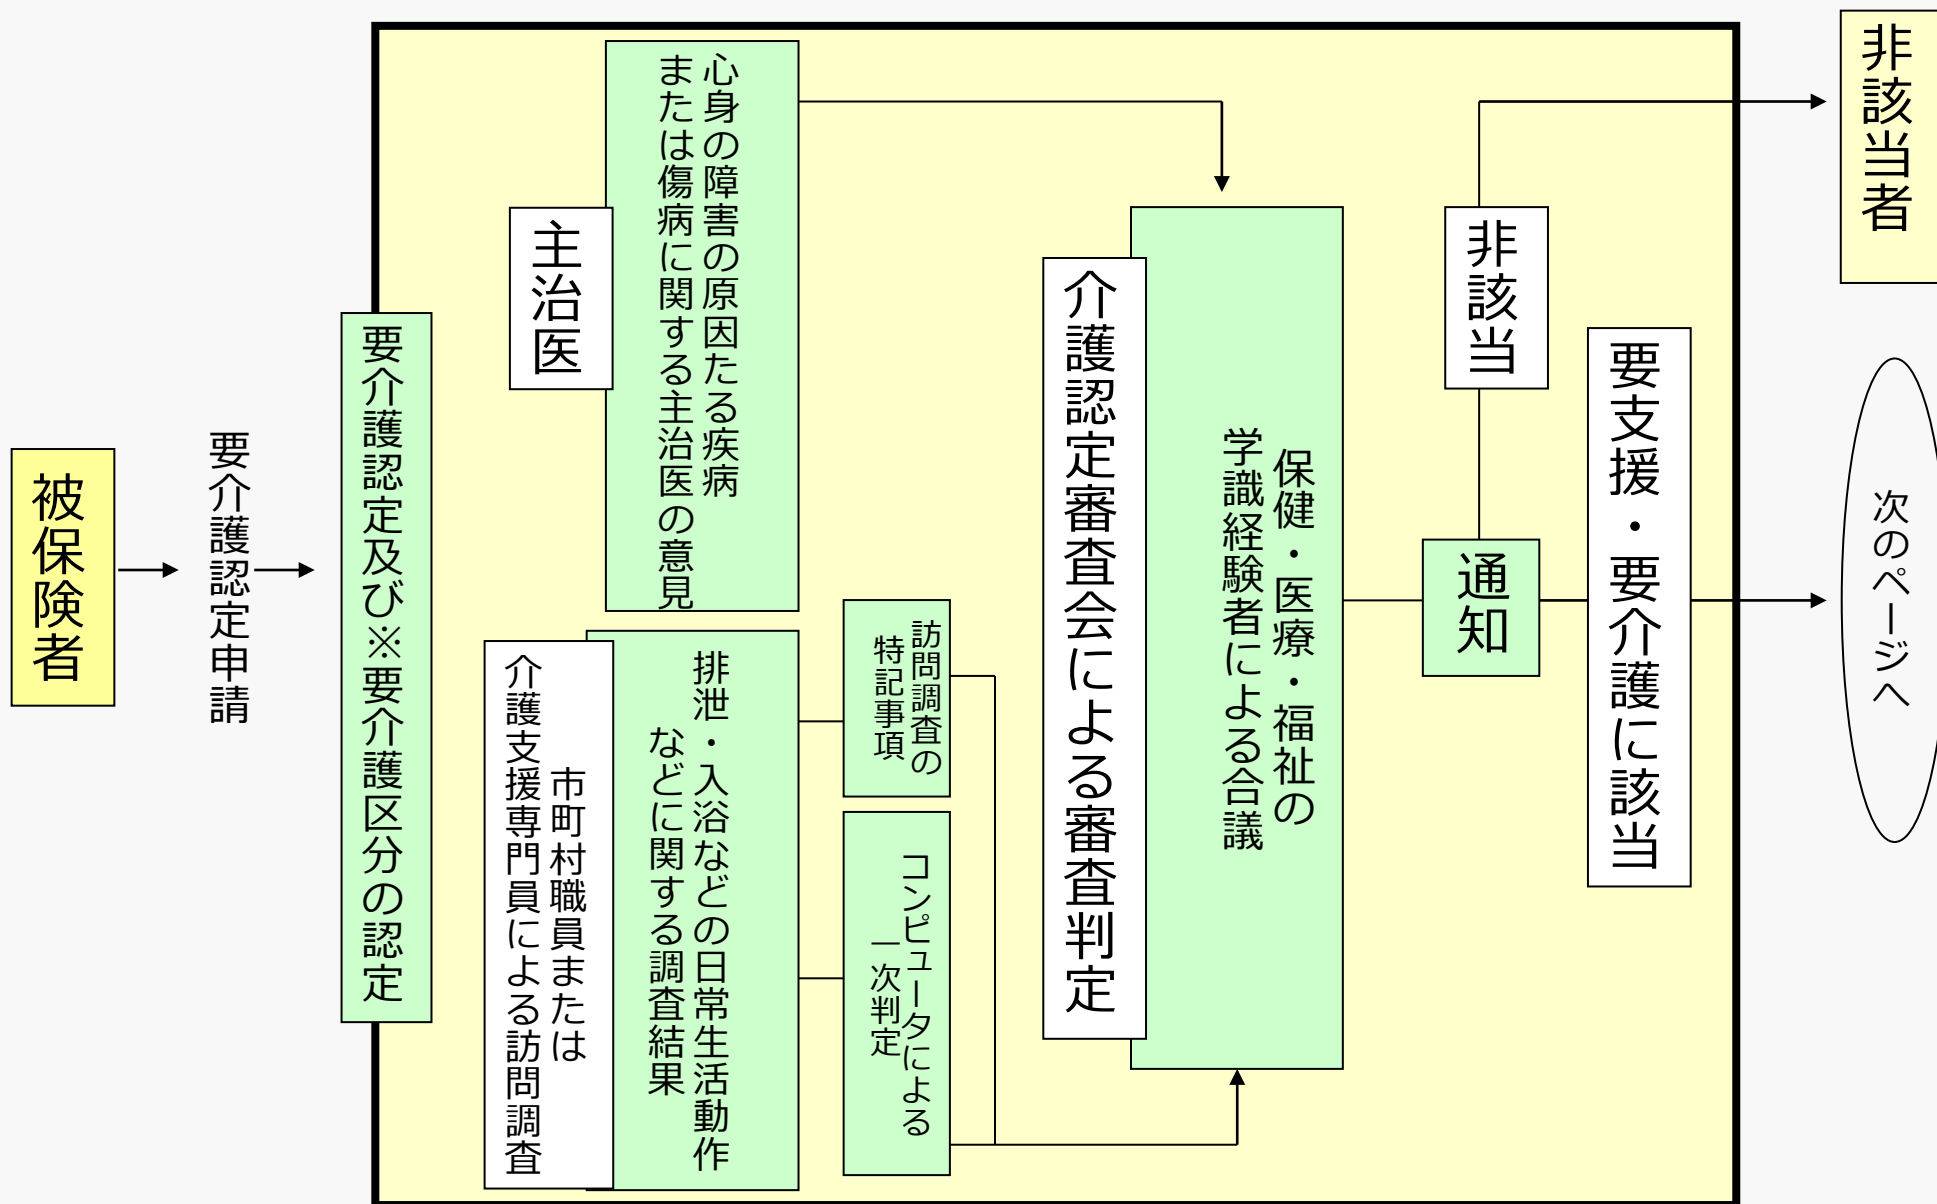 被保険者
要介護認定申請
要介護認定及び※要介護区分の認定
主治医
心身の障害の原因たる疾病
または傷病に関する主治医の意見
市町村職員または
介護支援専門員による訪問調査
排泄・入浴などの日常生活動作
などに関する調査結果
訪問調査の
特記事項
コンピュータによる
一次判定
介護認定審査会による審査判定
保健・医療・福祉の
学識経験者による合議
通知
非該当
要支援・要介護に該当
非該当者
次のページへ